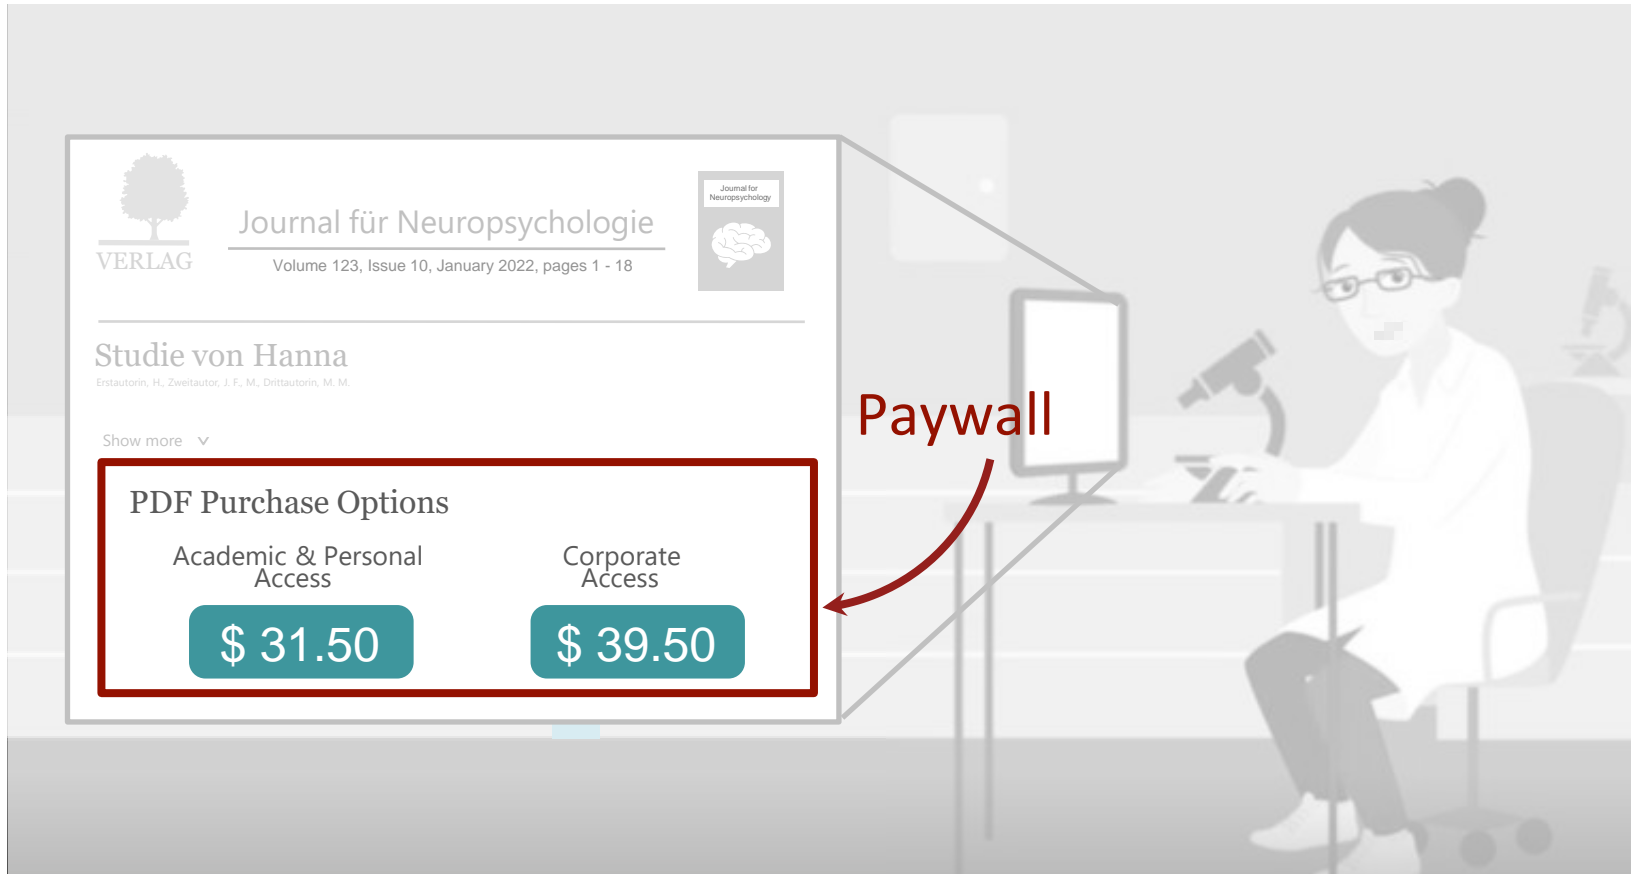 VERLAG
Journal für Neuropsychologie
Volume 123, Issue 10, January 2022, pages 1 - 18
Journal for
Neuropsychology
Studie von Hanna
Erstautorin, H., Zweitautor, J. F., M., Drittautorin, M. M.
Show more
Paywall
PDF Purchase Options
Academic & Personal
Access
$ 31.50
Corporate
Access
$ 39.50